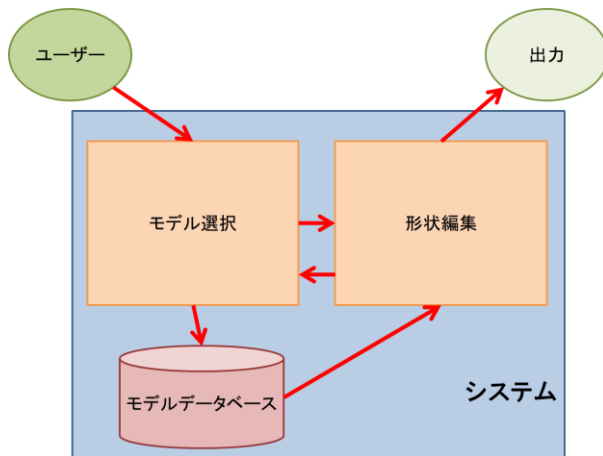 ユーザー
出力
モデル選択
形状編集
モデルデータベース
システム